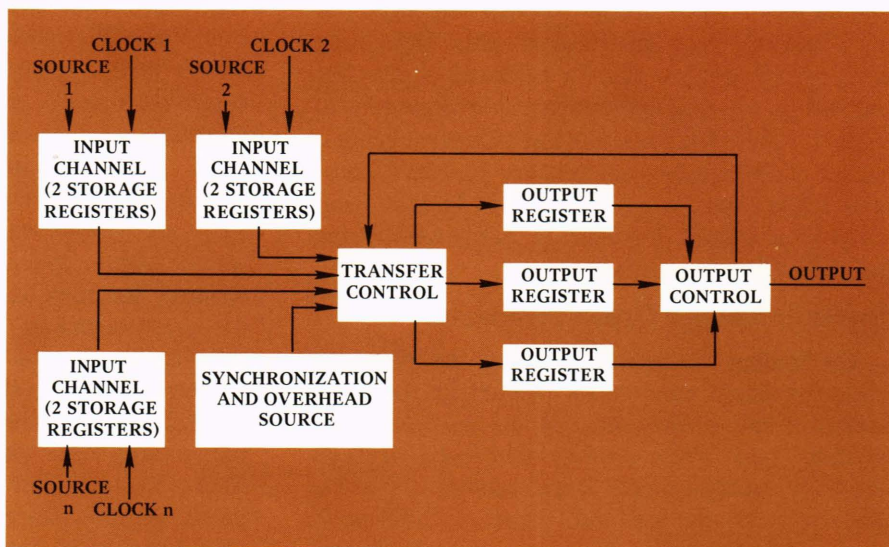 CLOCK 1
SOURCE
1
CLOCK 2
SOURCE
2
INPUT
CHANNEL
(2 STORAGE
REGISTERS)
INPUT
CHANNEL
(2 STORAGE
REGISTERS)
OUTPUT
REGISTER
TRANSFER
CONTROL
OUTPUT
REGISTER
OUTPUT
CONTROL
OUTPUT
OUTPUT
REGISTER
INPUT
CHANNEL
(2 STORAGE
REGISTERS)
SYNCHRONIZATION
AND OVERHEAD
SOURCE
SOURCE
n
CLOCK n